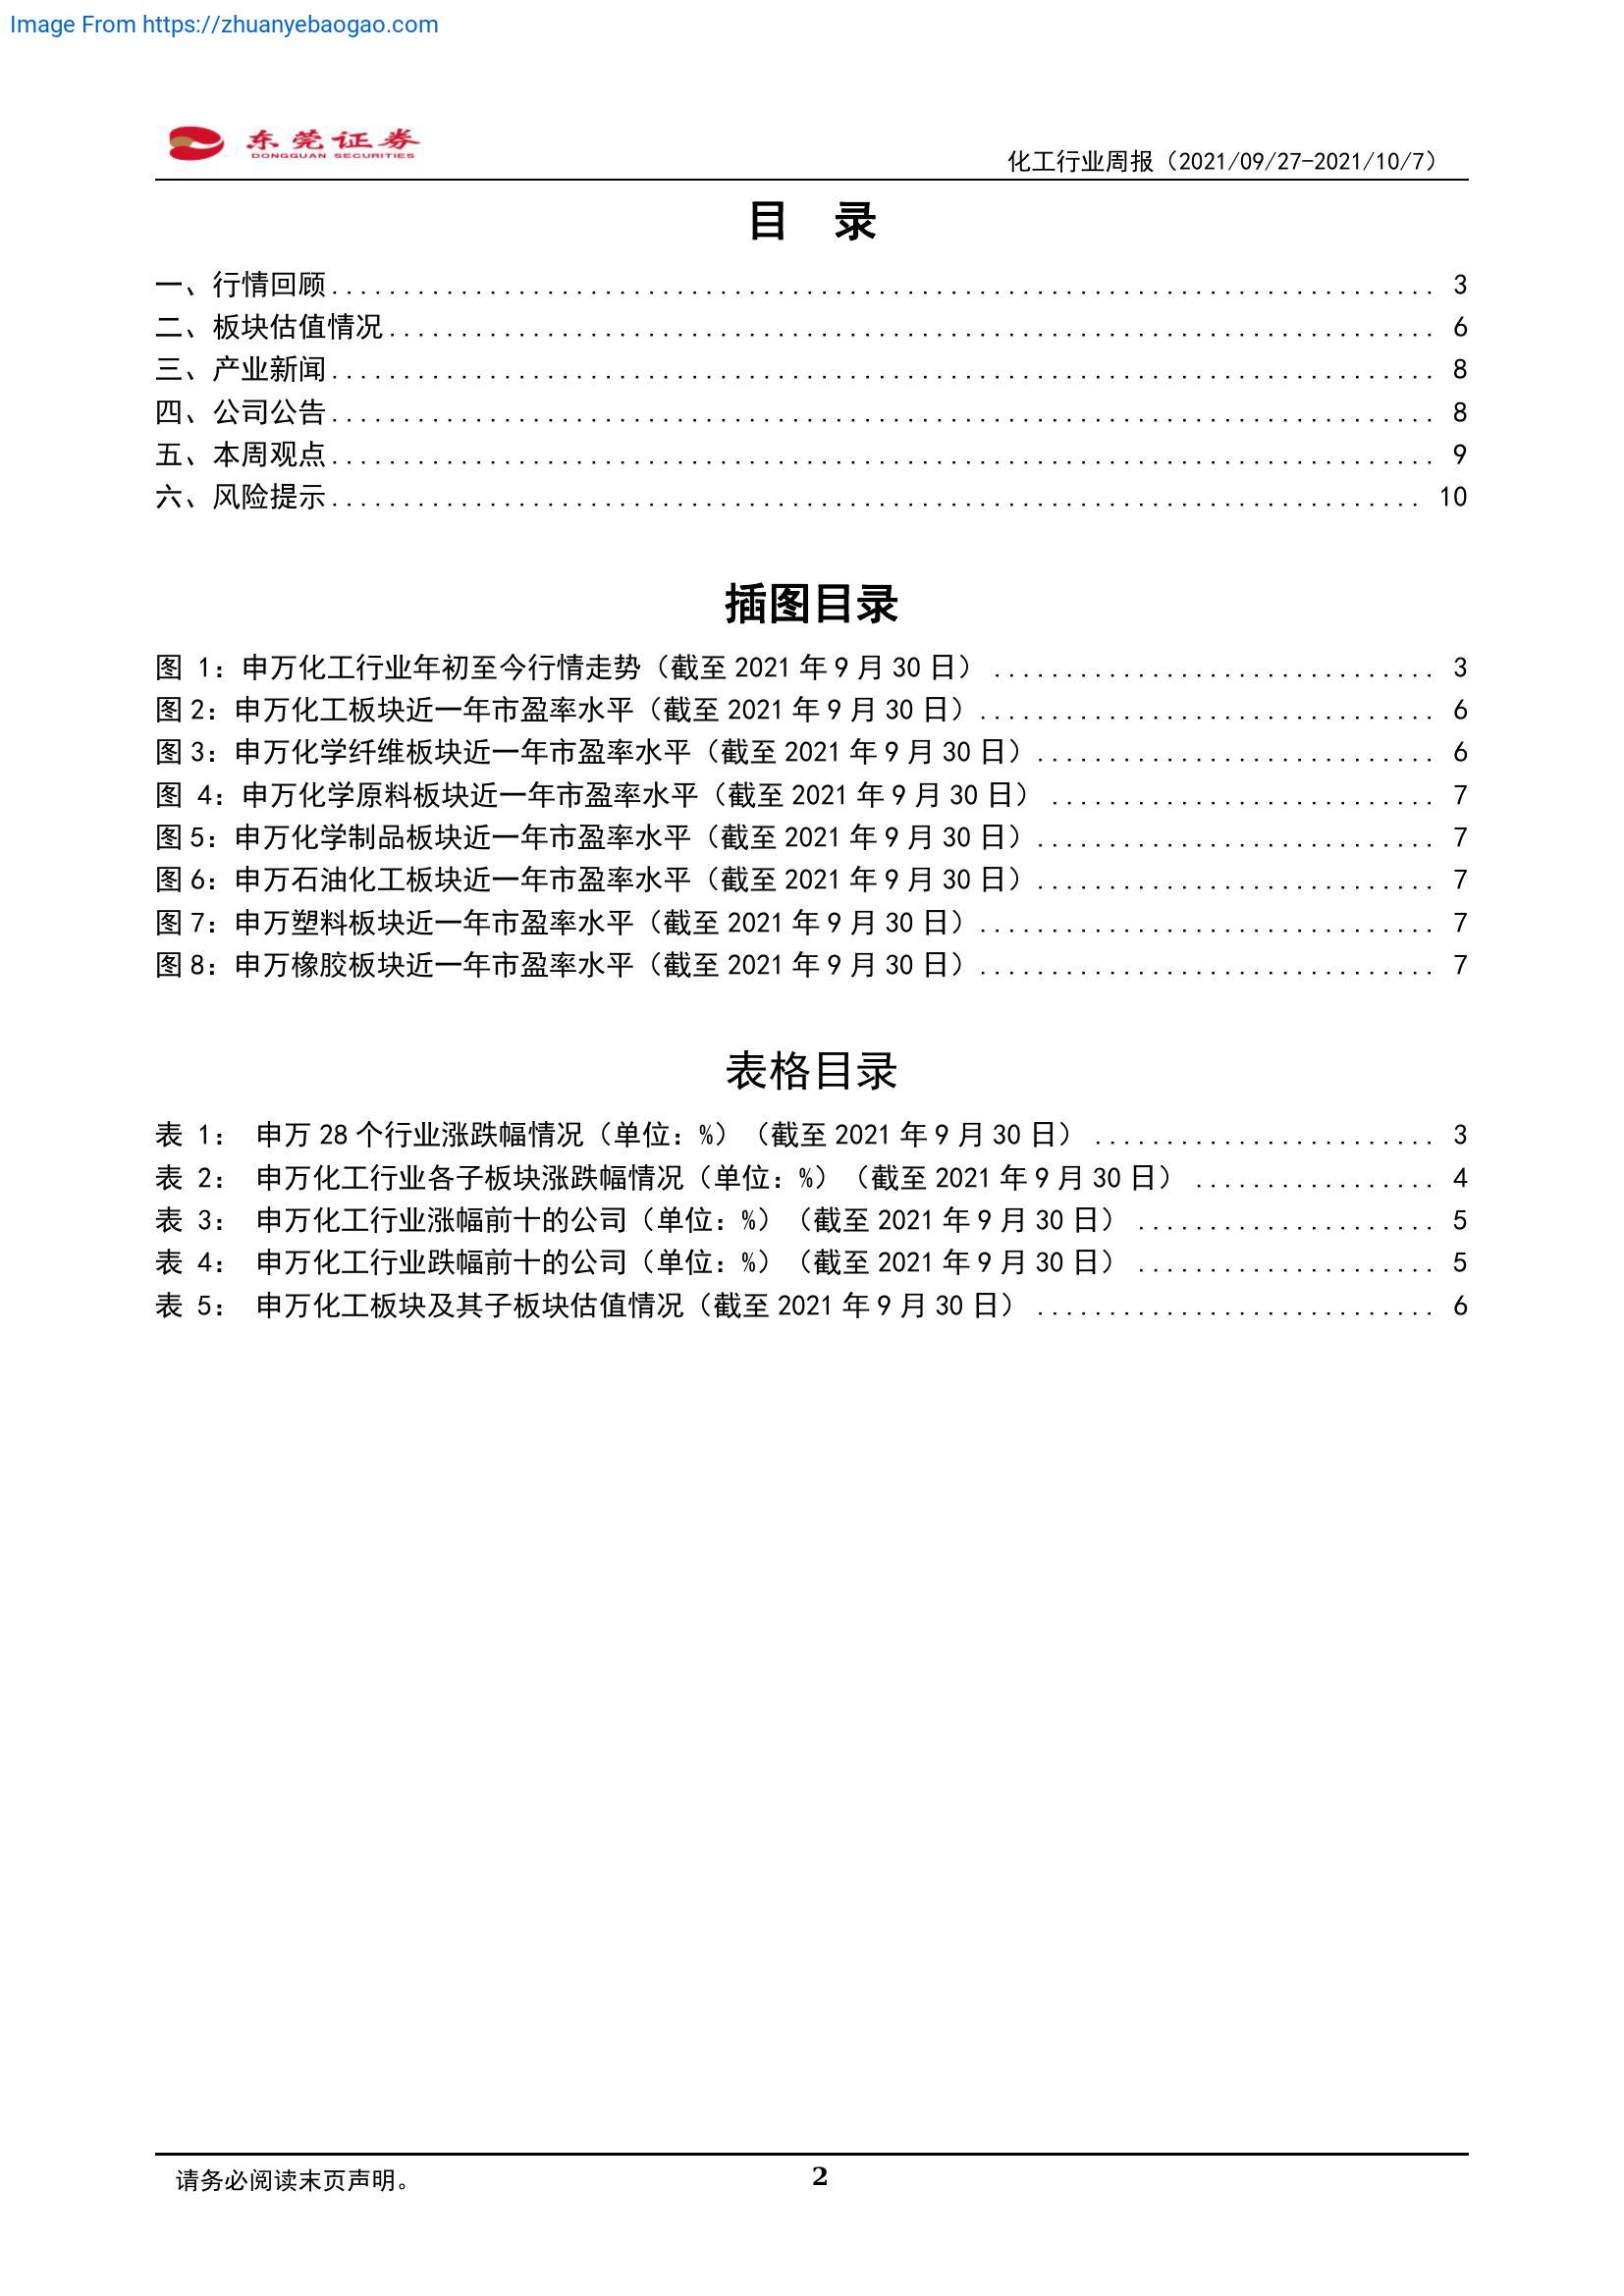 Image From https://zhuanyebaogao.com
东莞证券
DONGGUAN SECURITIES
化工行业周报（2021/09/27-2021/10/7）
目 录
一、行情回顾 3
二、板块估值情况 6
三、产业新闻 8
四、公司公告 8
五、本周观点 9
六、风险提示 10
插图目录
图 1：申万化工行业年初至今行情走势（截至 2021 年 9 月 30 日） 3
图 2：申万化工板块近一年市盈率水平（截至 2021 年 9 月 30 日） 6
图 3：申万化学纤维板块近一年市盈率水平（截至 2021 年 9 月 30 日） 6
图 4：申万化学原料板块近一年市盈率水平（截至 2021 年 9 月 30 日） 7
图 5：申万化学制品板块近一年市盈率水平（截至 2021 年 9 月 30 日） 7
图 6：申万石油化工板块近一年市盈率水平（截至 2021 年 9 月 30 日） 7
图 7：申万塑料板块近一年市盈率水平（截至 2021 年 9 月 30 日） 7
图 8：申万橡胶板块近一年市盈率水平（截至 2021 年 9 月 30 日） 7
表格目录
表 1： 申万 28 个行业涨跌幅情况（单位：%）（截至 2021 年 9 月 30 日） 3
表 2： 申万化工行业各子板块涨跌幅情况（单位：%）（截至 2021 年 9 月 30 日） 4
表 3： 申万化工行业涨幅前十的公司（单位：%）（截至 2021 年 9 月 30 日） 5
表 4： 申万化工行业跌幅前十的公司（单位：%）（截至 2021 年 9 月 30 日） 5
表 5： 申万化工板块及其子板块估值情况（截至 2021 年 9 月 30 日） 6
请务必阅读末页声明。 2